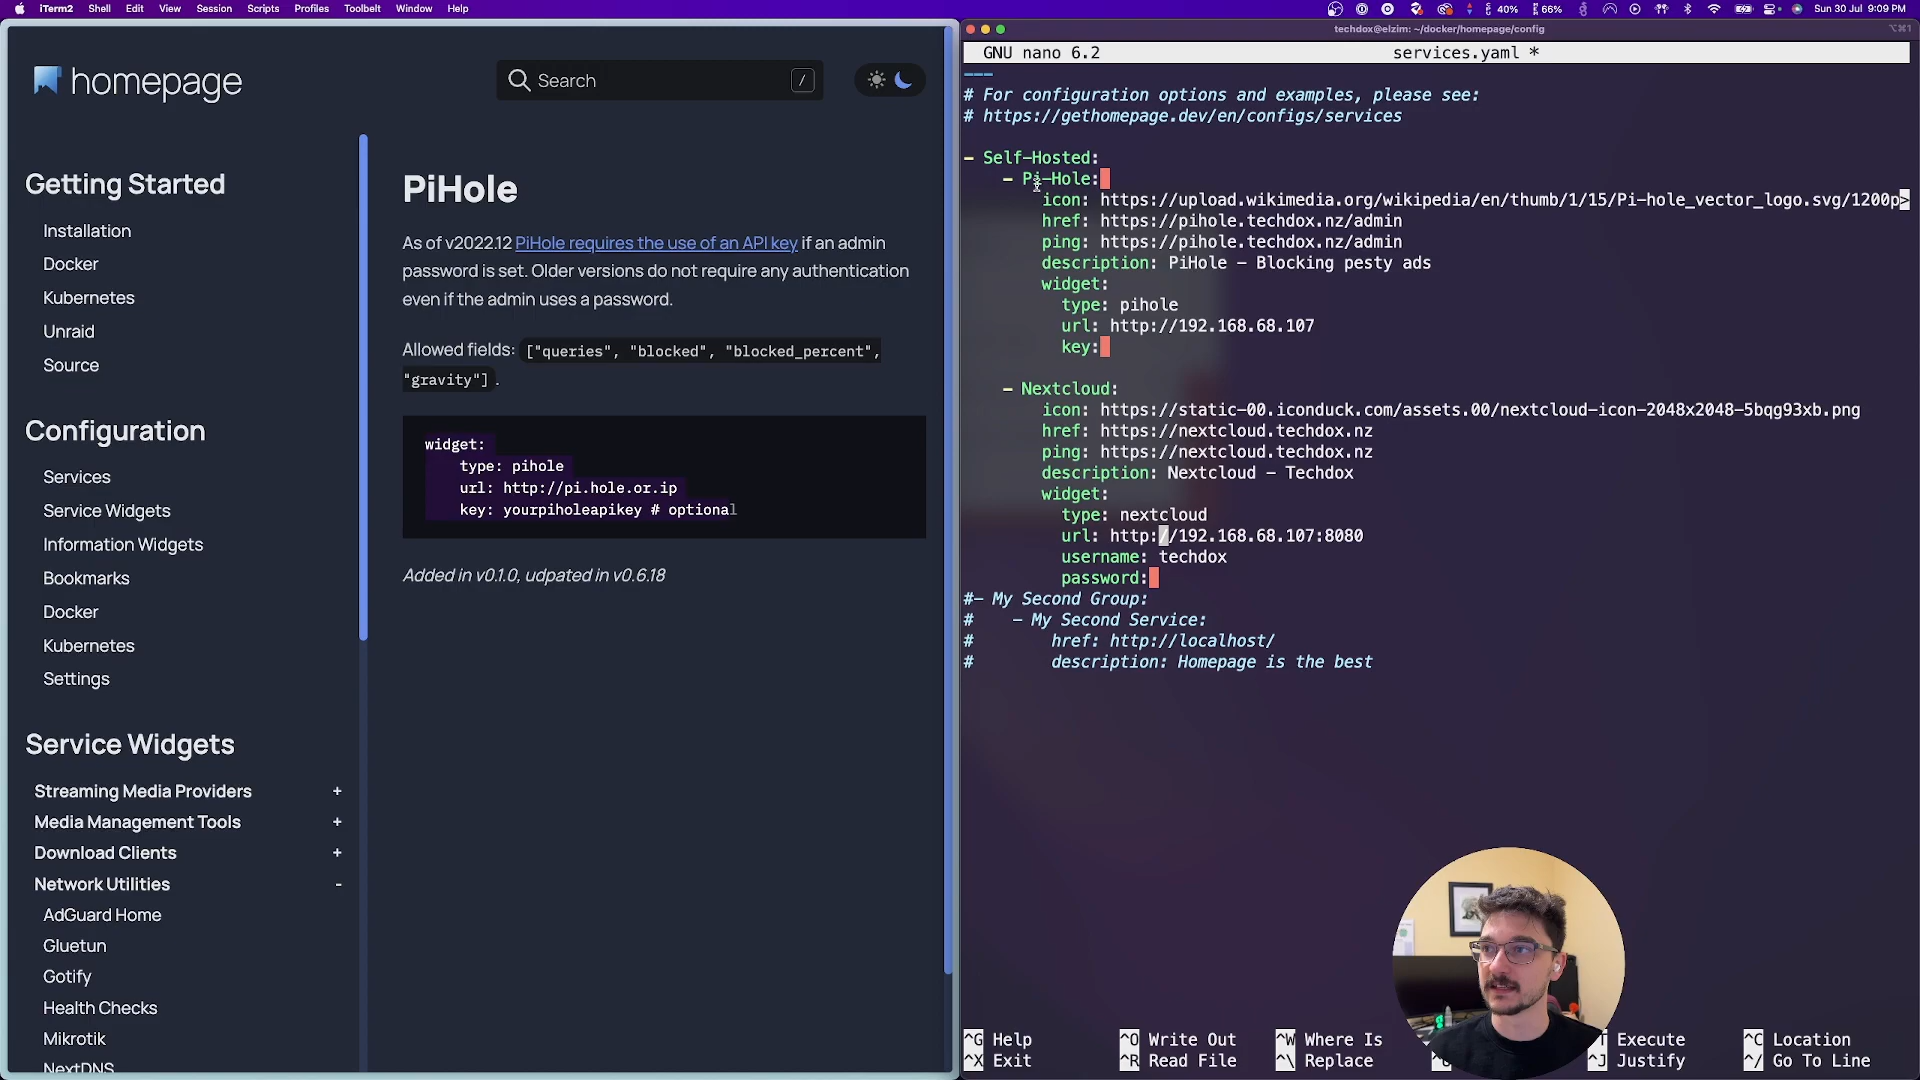 iTerm2 Shell Edit View Session Scripts Profiles Toolbelt Window Help
40% 66% Sun 30 Jul 9:09 PM
homepage
Search /
Getting Started
Installation
Docker
Kubernetes
Unraid
Source
Configuration
Services
Service Widgets
Information Widgets
Bookmarks
Docker
Kubernetes
Settings
Service Widgets
Streaming Media Providers +
Media Management Tools +
Download Clients +
Network Utilities -
AdGuard Home
Gluetun
Gotify
Health Checks
Mikrotik
NextDNS
PiHole
As of v2022.12 PiHole requires the use of an API key if an admin
password is set. Older versions do not require any authentication
even if the admin uses a password.
Allowed fields: ["queries", "blocked", "blocked_percent",
"gravity"] .
widget:
type: pihole
url: http://pi.hole.or.ip
key: yourpiholeapikey # optional
Added in v0.1.0, udpated in v0.6.18
techdox@elzim: ~/docker/homepage/config
⌥⌘1
GNU nano 6.2 services.yaml *
---
# For configuration options and examples, please see:
# https://gethomepage.dev/en/configs/services
- Self-Hosted:
- Pi-Hole:
icon: https://upload.wikimedia.org/wikipedia/en/thumb/1/15/Pi-hole_vector_logo.svg/1200p>
href: https://pihole.techdox.nz/admin
ping: https://pihole.techdox.nz/admin
description: PiHole - Blocking pesty ads
widget:
type: pihole
url: http://192.168.68.107
key:
- Nextcloud:
icon: https://static-00.iconduck.com/assets.00/nextcloud-icon-2048x2048-5bqg93xb.png
href: https://nextcloud.techdox.nz
ping: https://nextcloud.techdox.nz
description: Nextcloud - Techdox
widget:
type: nextcloud
url: http://192.168.68.107:8080
username: techdox
password:
#- My Second Group:
# - My Second Service:
# href: http://localhost/
# description: Homepage is the best
^G Help ^O Write Out ^W Where Is Execute ^C Location
^X Exit ^R Read File ^\ Replace ^J Justify ^/ Go To Line